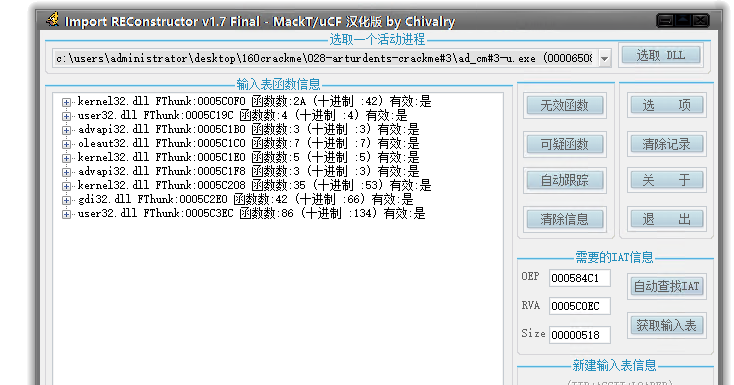 Import REConstructor v1.7 Final - MackT/uCF 汉化版 by Chivalry
选取一个活动进程
c:\users\administrator\desktop\160crackme\028-arturdents-crackme#3\ad_cm#3-u.exe (00006508
选取 DLL
输入表函数信息
kernel32.dll FThunk:0005C0F0 函数数:2A (十进制 :42) 有效:是
user32.dll FThunk:0005C19C 函数数:4 (十进制 :4) 有效:是
advapi32.dll FThunk:0005C1B0 函数数:3 (十进制 :3) 有效:是
oleaut32.dll FThunk:0005C1C0 函数数:7 (十进制 :7) 有效:是
kernel32.dll FThunk:0005C1E0 函数数:5 (十进制 :5) 有效:是
advapi32.dll FThunk:0005C1F8 函数数:3 (十进制 :3) 有效:是
kernel32.dll FThunk:0005C208 函数数:35 (十进制 :53) 有效:是
gdi32.dll FThunk:0005C2E0 函数数:42 (十进制 :66) 有效:是
user32.dll FThunk:0005C3EC 函数数:86 (十进制 :134) 有效:是
无效函数
选 项
可疑函数
清除记录
自动跟踪
关 于
清除信息
退 出
需要的IAT信息
OEP 000584C1
自动查找IAT
RVA 0005C0EC
获取输入表
Size 00000518
新建输入表信息
(IID+ASCII+LOADER)